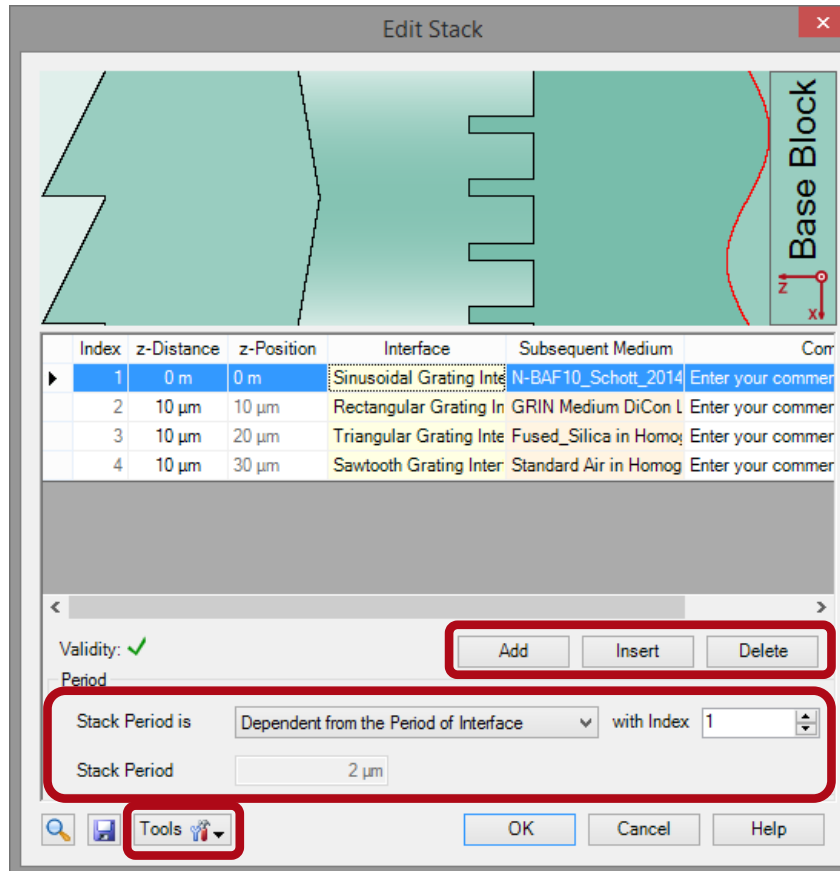 Edit Stack
Base Block
z
x
Index z-Distance z-Position Interface Subsequent Medium Com
1 0 m 0 m Sinusoidal Grating Inte N-BAF10_Schott_2014 Enter your commer
2 10 µm 10 µm Rectangular Grating In GRIN Medium DiCon L Enter your commer
3 10 µm 20 µm Triangular Grating Inte Fused_Silica in Homog Enter your commer
4 10 µm 30 µm Sawtooth Grating Inter Standard Air in Homog Enter your commer
Validity:
Add Insert Delete
Period
Stack Period is Dependent from the Period of Interface with Index 1
Stack Period 2 µm
Tools OK Cancel Help